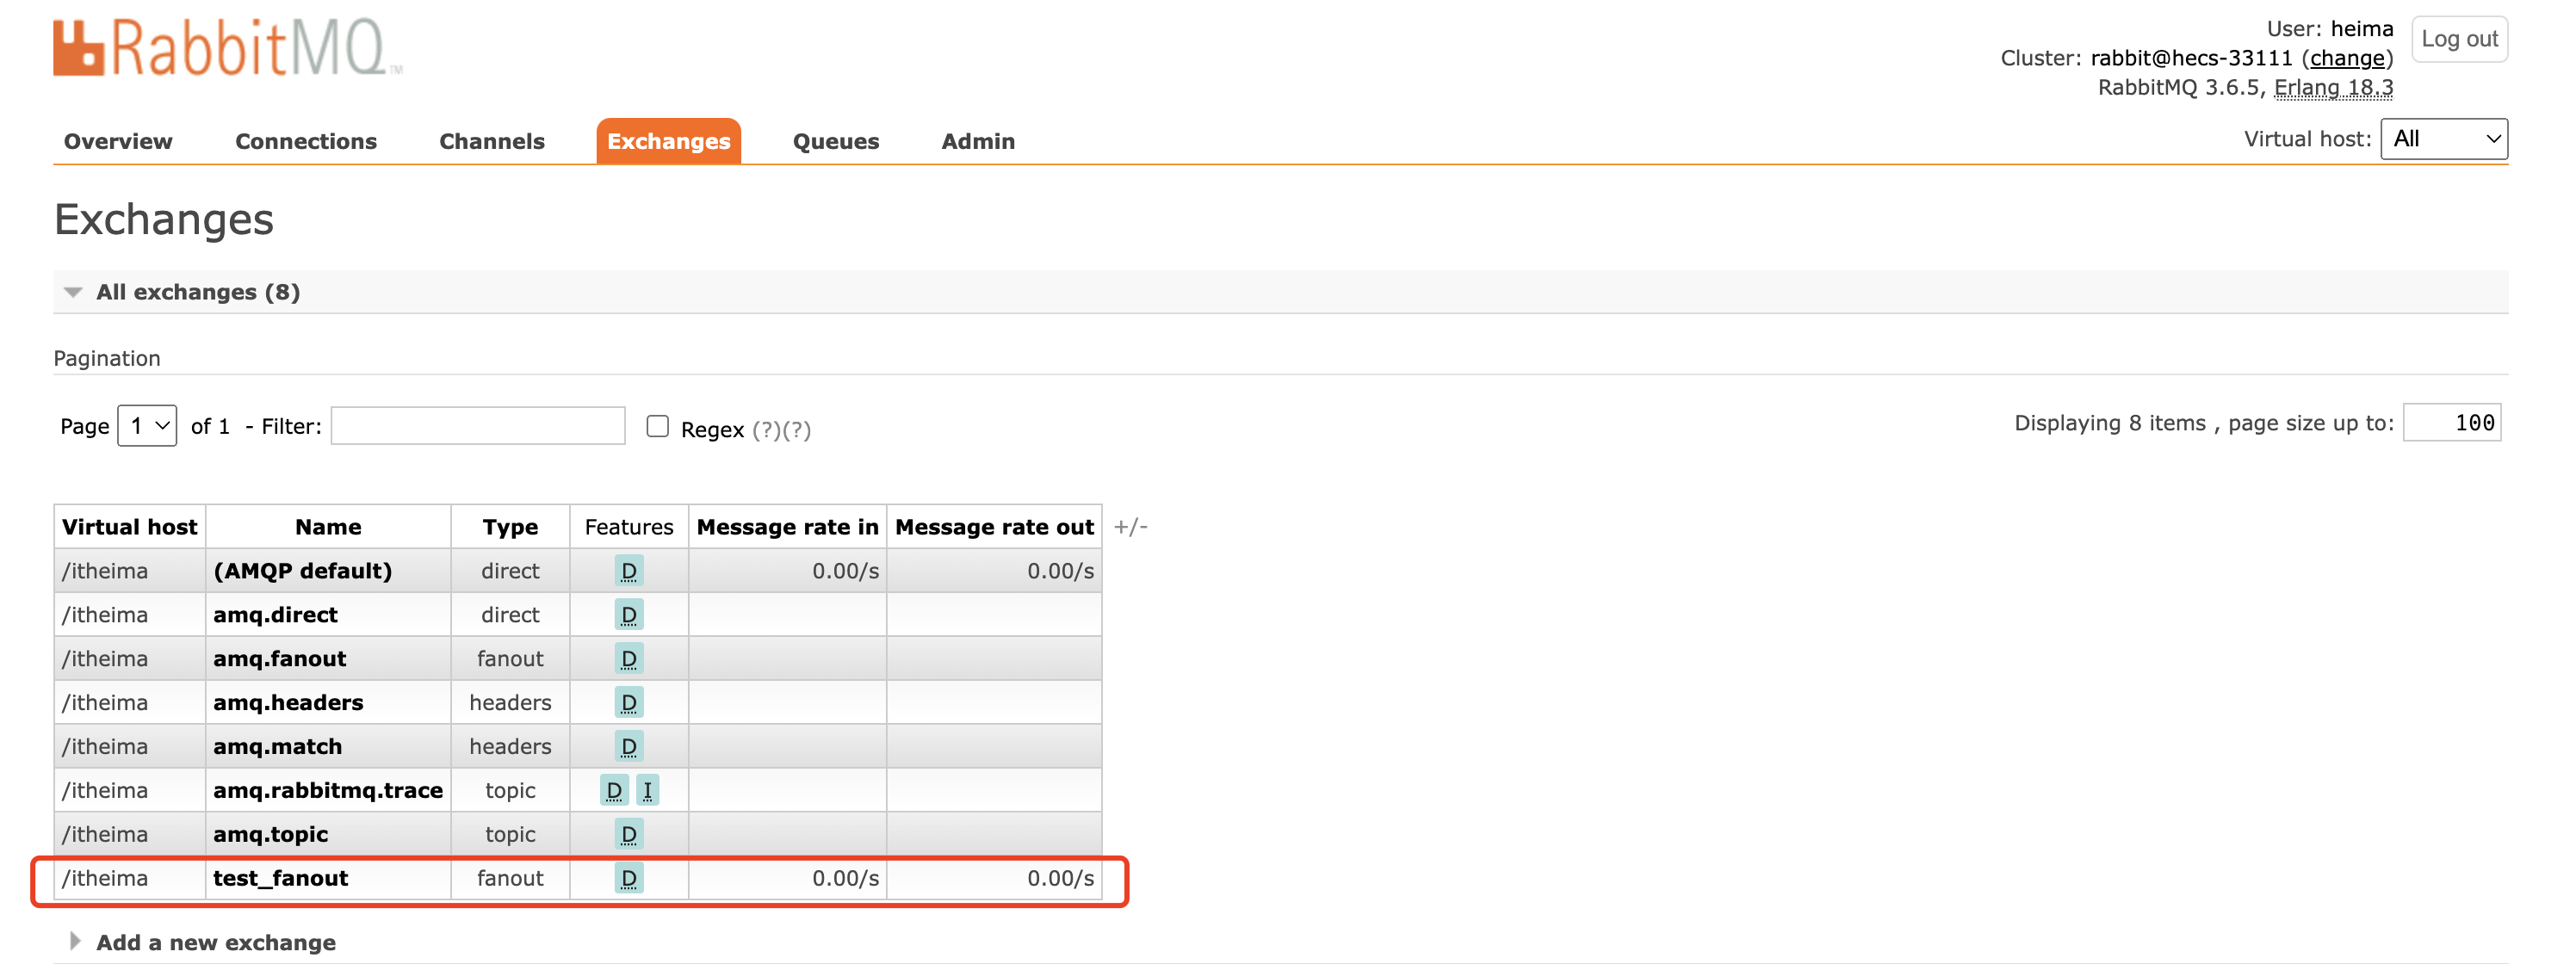 RabbitMQ™
User: heima
Log out
Cluster: rabbit@hecs-33111 (change)
RabbitMQ 3.6.5, Erlang 18.3
Overview Connections Channels Exchanges Queues Admin
Virtual host: All
Exchanges
All exchanges (8)
Pagination
Page 1 of 1 - Filter: Regex (?)(?)
Displaying 8 items , page size up to: 100
Virtual host Name Type Features Message rate in Message rate out +/-
/itheima (AMQP default) direct D 0.00/s 0.00/s
/itheima amq.direct direct D
/itheima amq.fanout fanout D
/itheima amq.headers headers D
/itheima amq.match headers D
/itheima amq.rabbitmq.trace topic D I
/itheima amq.topic topic D
/itheima test_fanout fanout D 0.00/s 0.00/s
Add a new exchange